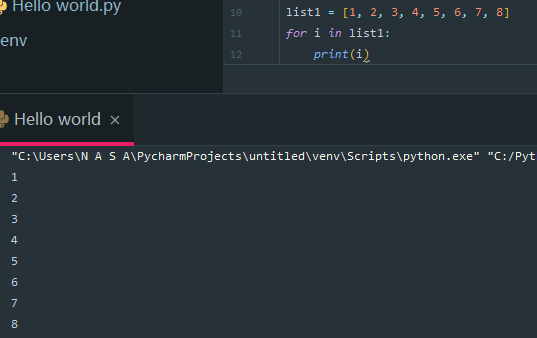 Hello world.py
env
10 list1 = [1, 2, 3, 4, 5, 6, 7, 8]
11 for i in list1:
12 print(i)
Hello world ×
"C:\Users\N A S A\PycharmProjects\untitled\venv\Scripts\python.exe" "C:/Pyt
1
2
3
4
5
6
7
8